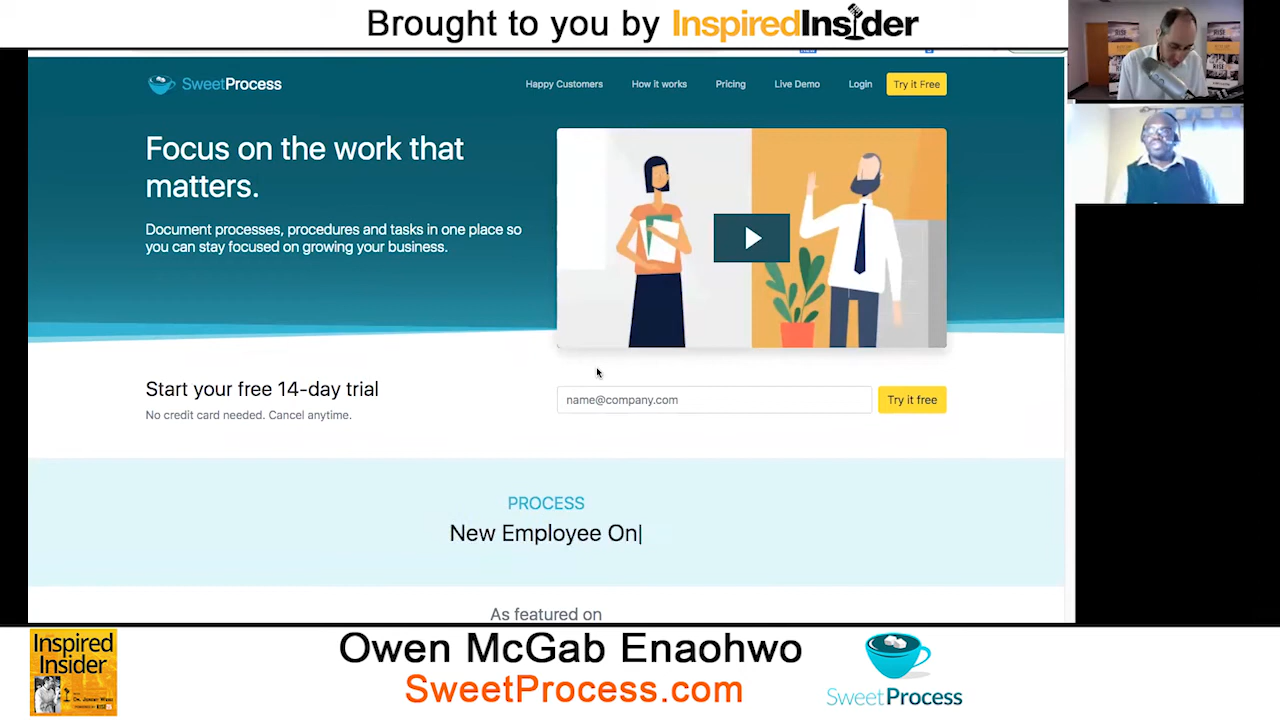 Brought to you by InspiredInsider
SweetProcess
Happy Customers
How it works
Pricing
Live Demo
Login
Try it Free
Focus on the work that
matters.
Document processes, procedures and tasks in one place so
you can stay focused on growing your business.
Start your free 14-day trial
No credit card needed. Cancel anytime.
name@company.com
Try it free
PROCESS
New Employee On
As featured on
Inspired
Insider
Owen McGab Enaohwo
SweetProcess.com
SweetProcess